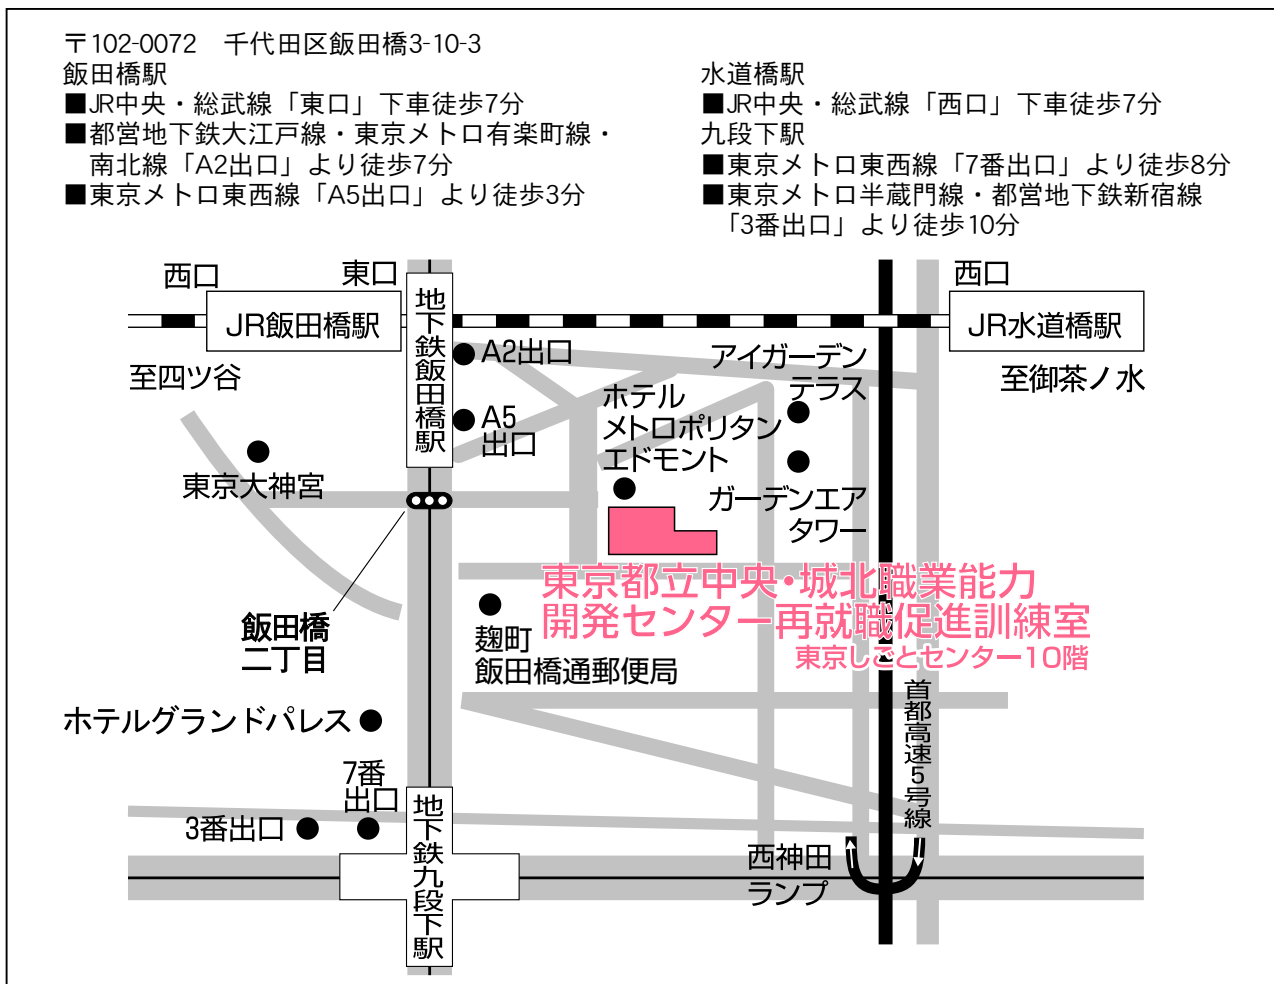 〒102-0072　千代田区飯田橋3-10-3
飯田橋駅
■JR中央・総武線「東口」下車徒歩7分
■都営地下鉄大江戸線・東京メトロ有楽町線・
南北線「A2出口」より徒歩7分
■東京メトロ東西線「A5出口」より徒歩3分
水道橋駅
■JR中央・総武線「西口」下車徒歩7分
九段下駅
■東京メトロ東西線「7番出口」より徒歩8分
■東京メトロ半蔵門線・都営地下鉄新宿線
「3番出口」より徒歩10分
西口
東口
西口
JR飯田橋駅
地下鉄飯田橋駅
JR水道橋駅
至四ツ谷
至御茶ノ水
A2出口
A5
出口
アイガーデン
テラス
ホテル
メトロポリタン
エドモント
東京大神宮
ガーデンエア
タワー
東京都立中央・城北職業能力
開発センター再就職促進訓練室
東京しごとセンター10階
飯田橋
二丁目
麹町
飯田橋通郵便局
首都高速5号線
ホテルグランドパレス
7番
出口
3番出口
地下鉄九段下駅
西神田
ランプ